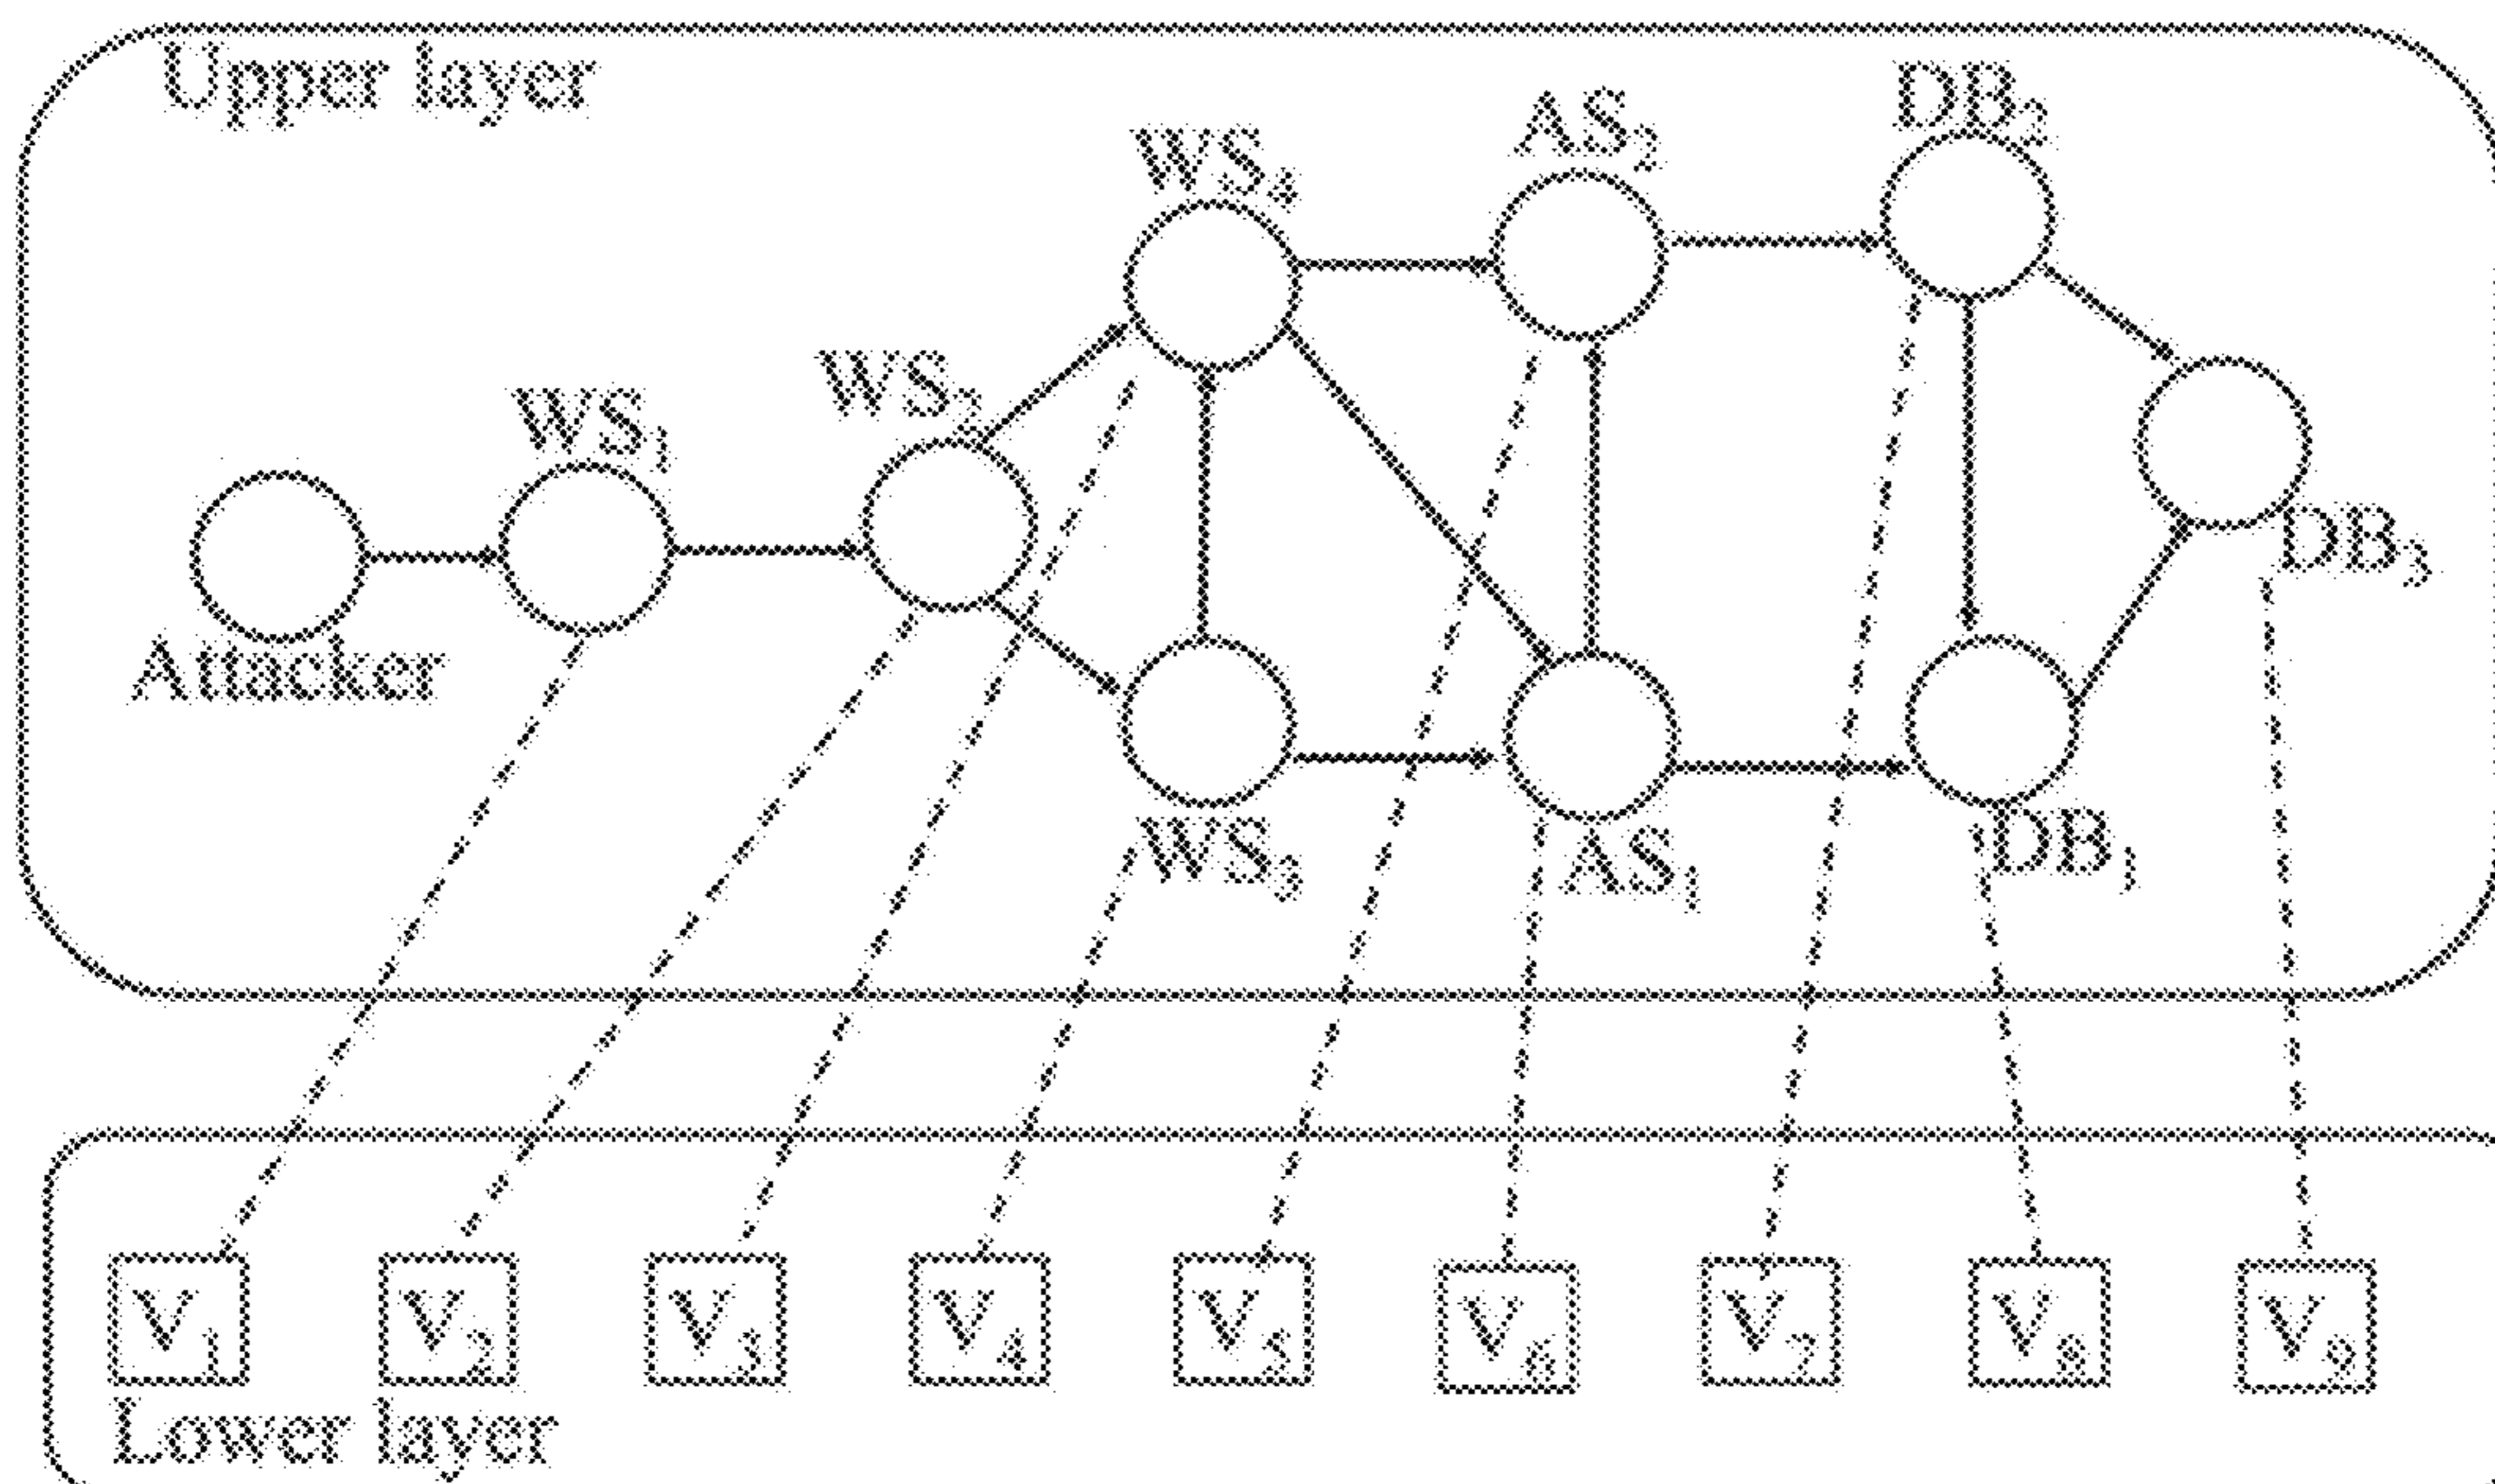 Upper layer
DB₂
AS₂
WS₄
WS₂
WS₁
DB₃
Attacker
WS₃
AS₁
DB₁
V₁ V₂ V₃ V₄ V₅ V₆ V₇ V₈ V₉
Lower layer